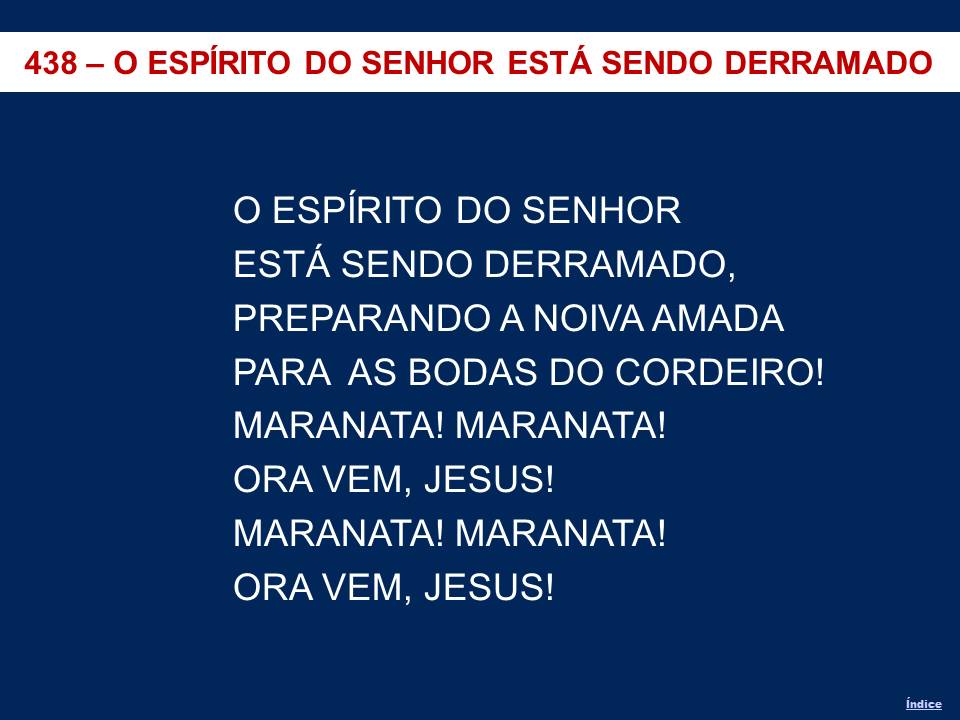 438 – O ESPÍRITO DO SENHOR ESTÁ SENDO DERRAMADO
O ESPÍRITO DO SENHOR
ESTÁ SENDO DERRAMADO,
PREPARANDO A NOIVA AMADA
PARA  AS BODAS DO CORDEIRO!
MARANATA! MARANATA!
ORA VEM, JESUS!
MARANATA! MARANATA!
ORA VEM, JESUS!
Índice